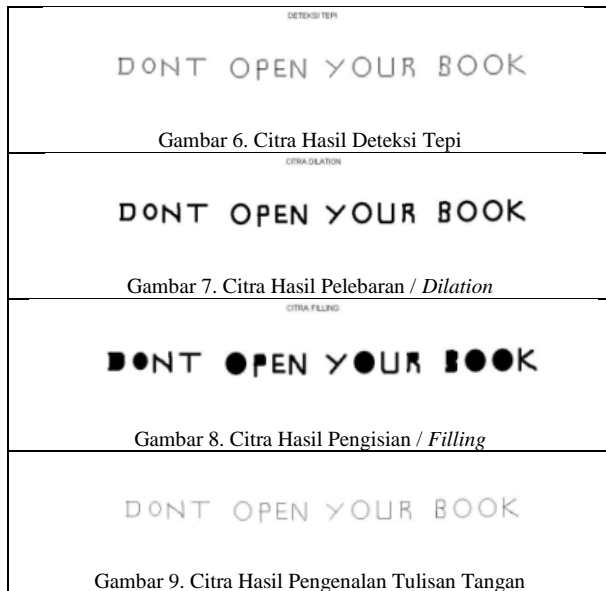 DETEKSI TEPI
DONT OPEN YOUR BOOK
Gambar 6. Citra Hasil Deteksi Tepi
CITRA DILATION
DONT OPEN YOUR BOOK
Gambar 7. Citra Hasil Pelebaran / Dilation
CITRA FILLING
DONT OPEN YOUR BOOK
Gambar 8. Citra Hasil Pengisian / Filling
DONT OPEN YOUR BOOK
Gambar 9. Citra Hasil Pengenalan Tulisan Tangan